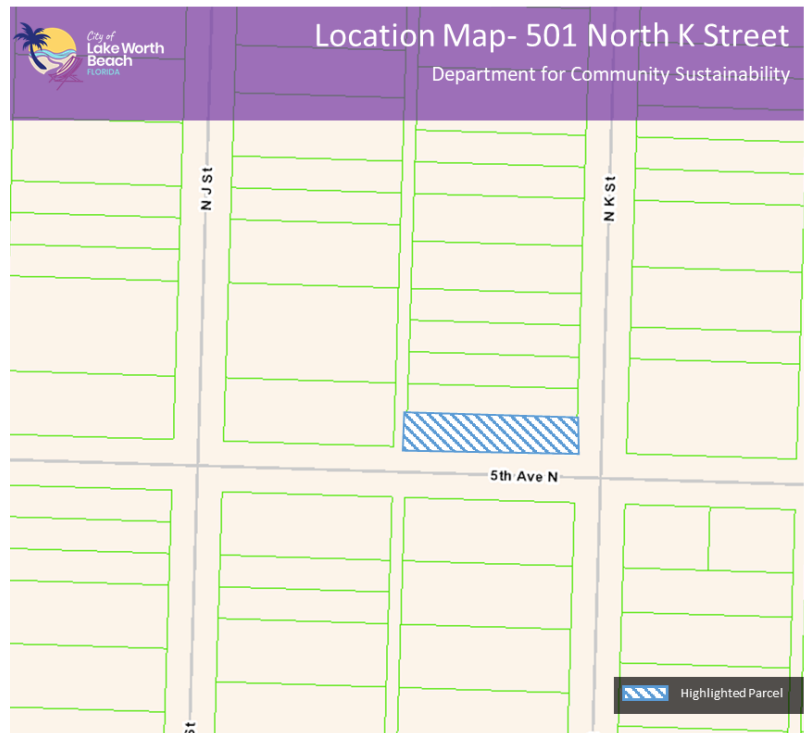 City of
Lake Worth
Beach
FLORIDA
Location Map- 501 North K Street
Department for Community Sustainability
N J St
N K St
5th Ave N
St
Highlighted Parcel